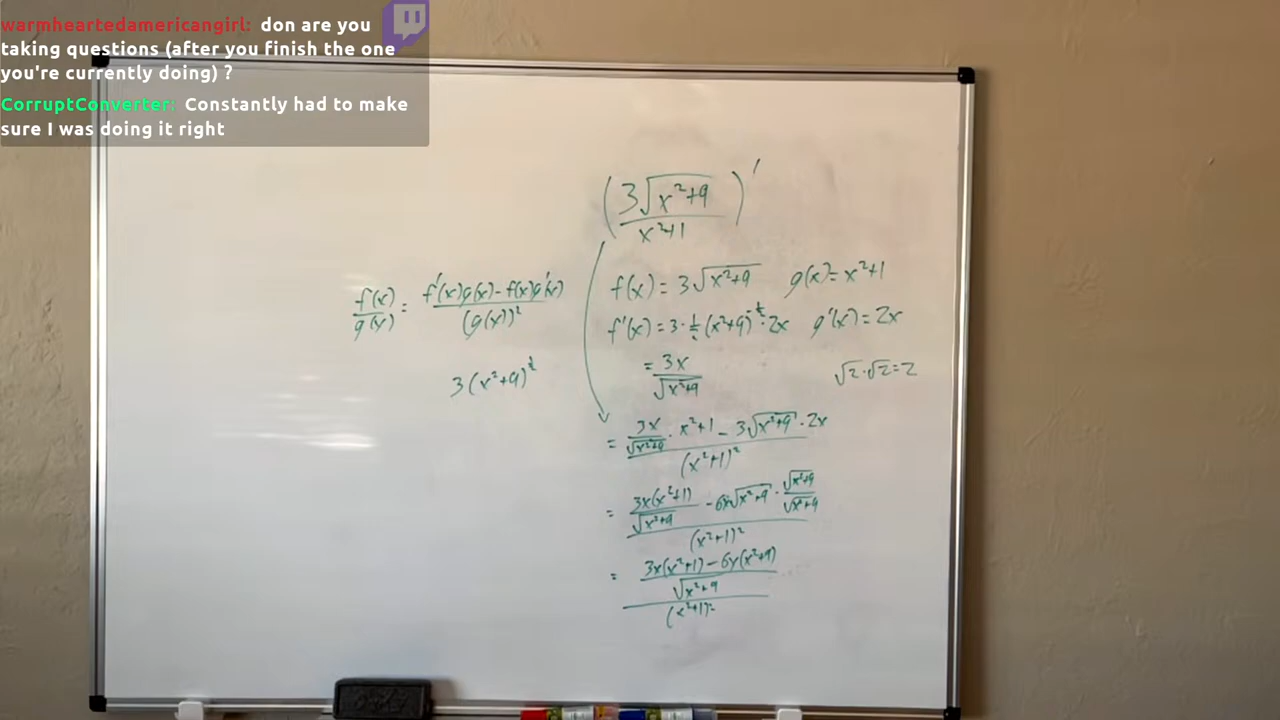 warmheartedamericangirl: don are you
taking questions (after you finish the one
you're currently doing) ?
CorruptConverter: Constantly had to make
sure I was doing it right
(3√(x²+9) / (x²+1))'
f(x)/g(x) = (f'(x)g(x) - f(x)g'(x)) / (g(x))²
f(x) = 3√(x²+9) g(x) = x²+1
f'(x) = 3·½(x²+9)^(-½)·2x g'(x) = 2x
3(x²+9)^½
= 3x/√(x²+9)
√2·√2=2
= (3x/√(x²+9) · x²+1 - 3√(x²+9)·2x) / (x²+1)²
= (3x(x²+1)/√(x²+9) - 6x√(x²+9) · √(x²+9)/√(x²+9)) / (x²+1)²
= ((3x(x²+1) - 6x(x²+9)) / √(x²+9)) / (x²+1)²